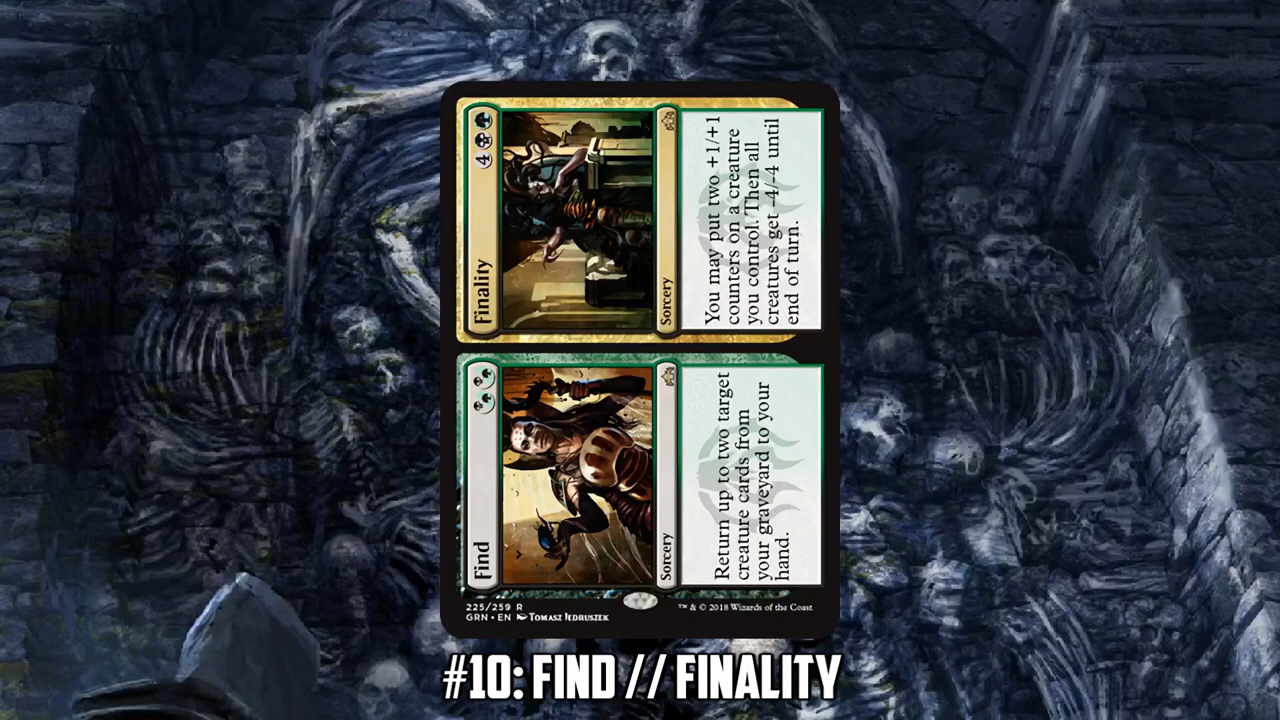 Finality
4
Sorcery
You may put two +1/+1
counters on a creature
you control. Then all
creatures get -4/-4 until
end of turn.
Find
Sorcery
Return up to two target
creature cards from
your graveyard to your
hand.
225/259 R
GRN • EN Tomasz Jedruszek
™ & © 2018 Wizards of the Coast
#10: FIND // FINALITY